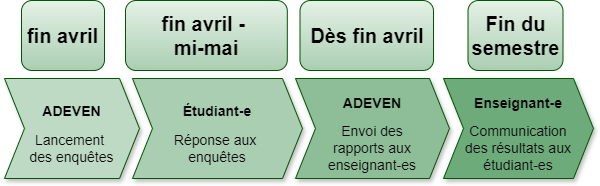 fin avril
fin avril -
mi-mai
Dès fin avril
Fin du
semestre
ADEVEN
Lancement
des enquêtes
Étudiant-e
Réponse aux
enquêtes
ADEVEN
Envoi des
rapports aux
enseignant-es
Enseignant-e
Communication
des résultats aux
étudiant-es